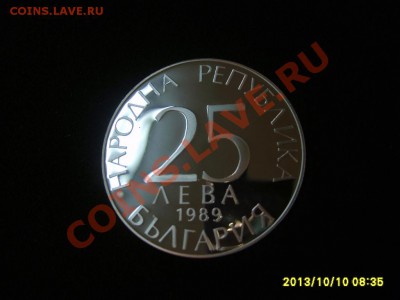 COINS.LAVE.RU
НАРОДНА РЕПУБЛИКА
25
ЛЕВА
1989
БЪЛГАРИЯ
COINS.LAVE.RU
2013/10/10 08:35